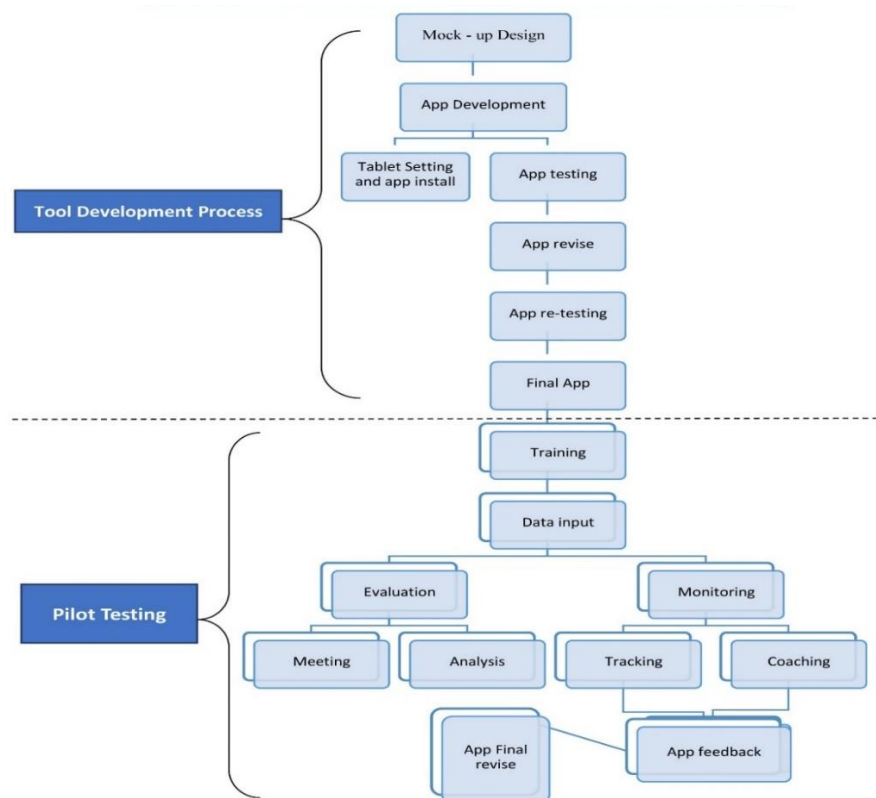 Mock - up Design
App Development
Tablet Setting
and app install
App testing
Tool Development Process
App revise
App re-testing
Final App
Training
Data input
Evaluation
Monitoring
Pilot Testing
Meeting
Analysis
Tracking
Coaching
App Final
revise
App feedback